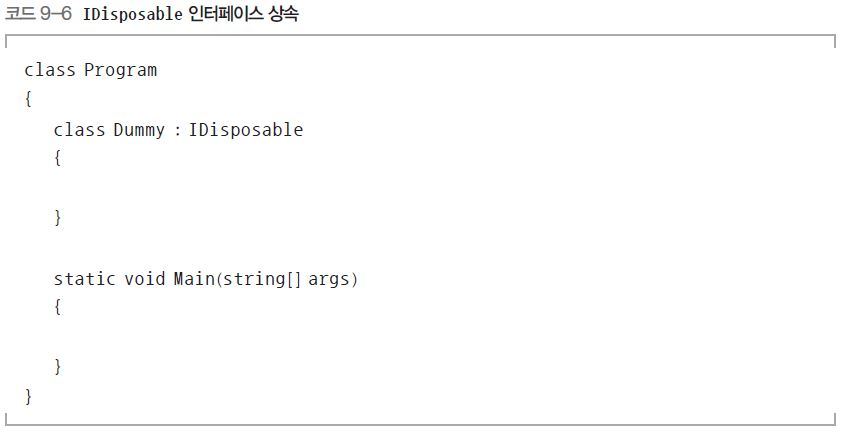 코드 9-6 IDisposable 인터페이스 상속
class Program
{
class Dummy : IDisposable
{
}
static void Main(string[] args)
{
}
}